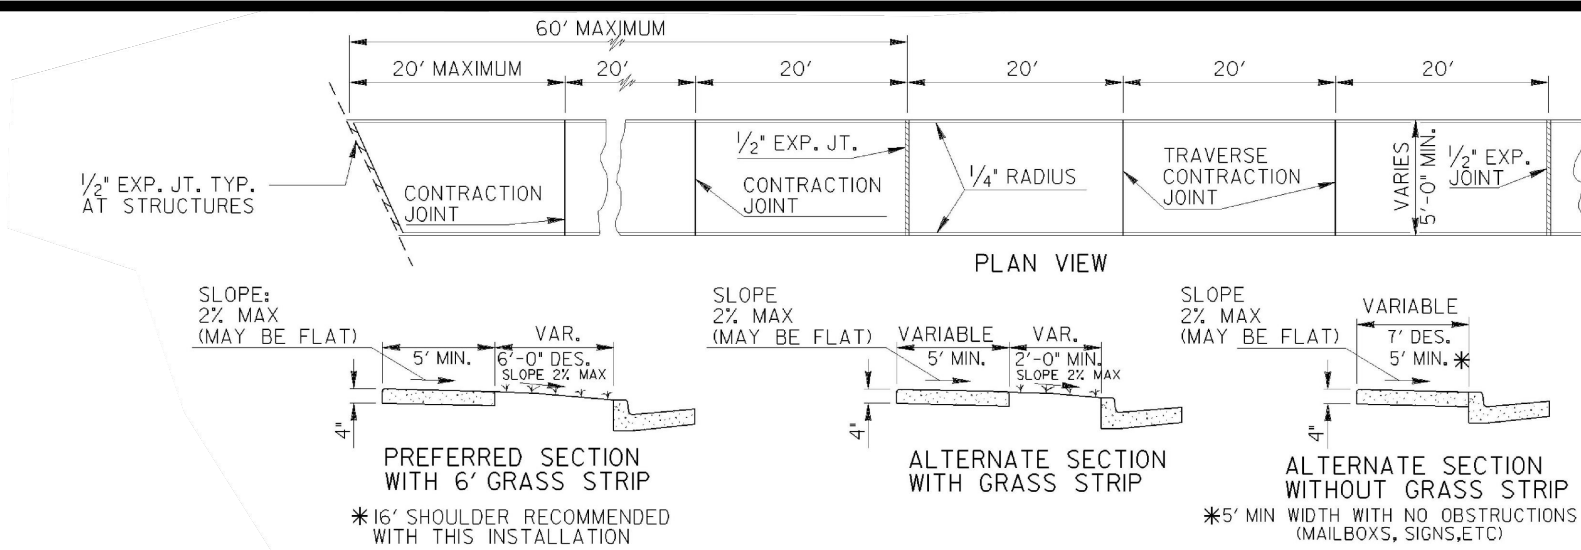 60' MAXIMUM
20' MAXIMUM
20'
20'
20'
20'
20'
1/2" EXP. JT. TYP.
AT STRUCTURES
CONTRACTION
JOINT
1/2" EXP. JT.
CONTRACTION
JOINT
1/4" RADIUS
TRAVERSE
CONTRACTION
JOINT
VARIES
5'-0" MIN.
1/2" EXP.
JOINT
PLAN VIEW
SLOPE:
2% MAX
(MAY BE FLAT)
VAR.
5' MIN.
6'-0" DES.
SLOPE 2% MAX
4"
PREFERRED SECTION
WITH 6' GRASS STRIP
*16' SHOULDER RECOMMENDED
WITH THIS INSTALLATION
SLOPE
2% MAX
(MAY BE FLAT)
VARIABLE
VAR.
5' MIN.
2'-0" MIN.
SLOPE 2% MAX
4"
ALTERNATE SECTION
WITH GRASS STRIP
SLOPE
2% MAX
(MAY BE FLAT)
VARIABLE
7' DES.
5' MIN. *
4"
ALTERNATE SECTION
WITHOUT GRASS STRIP
*5' MIN WIDTH WITH NO OBSTRUCTIONS
(MAILBOXS, SIGNS,ETC)